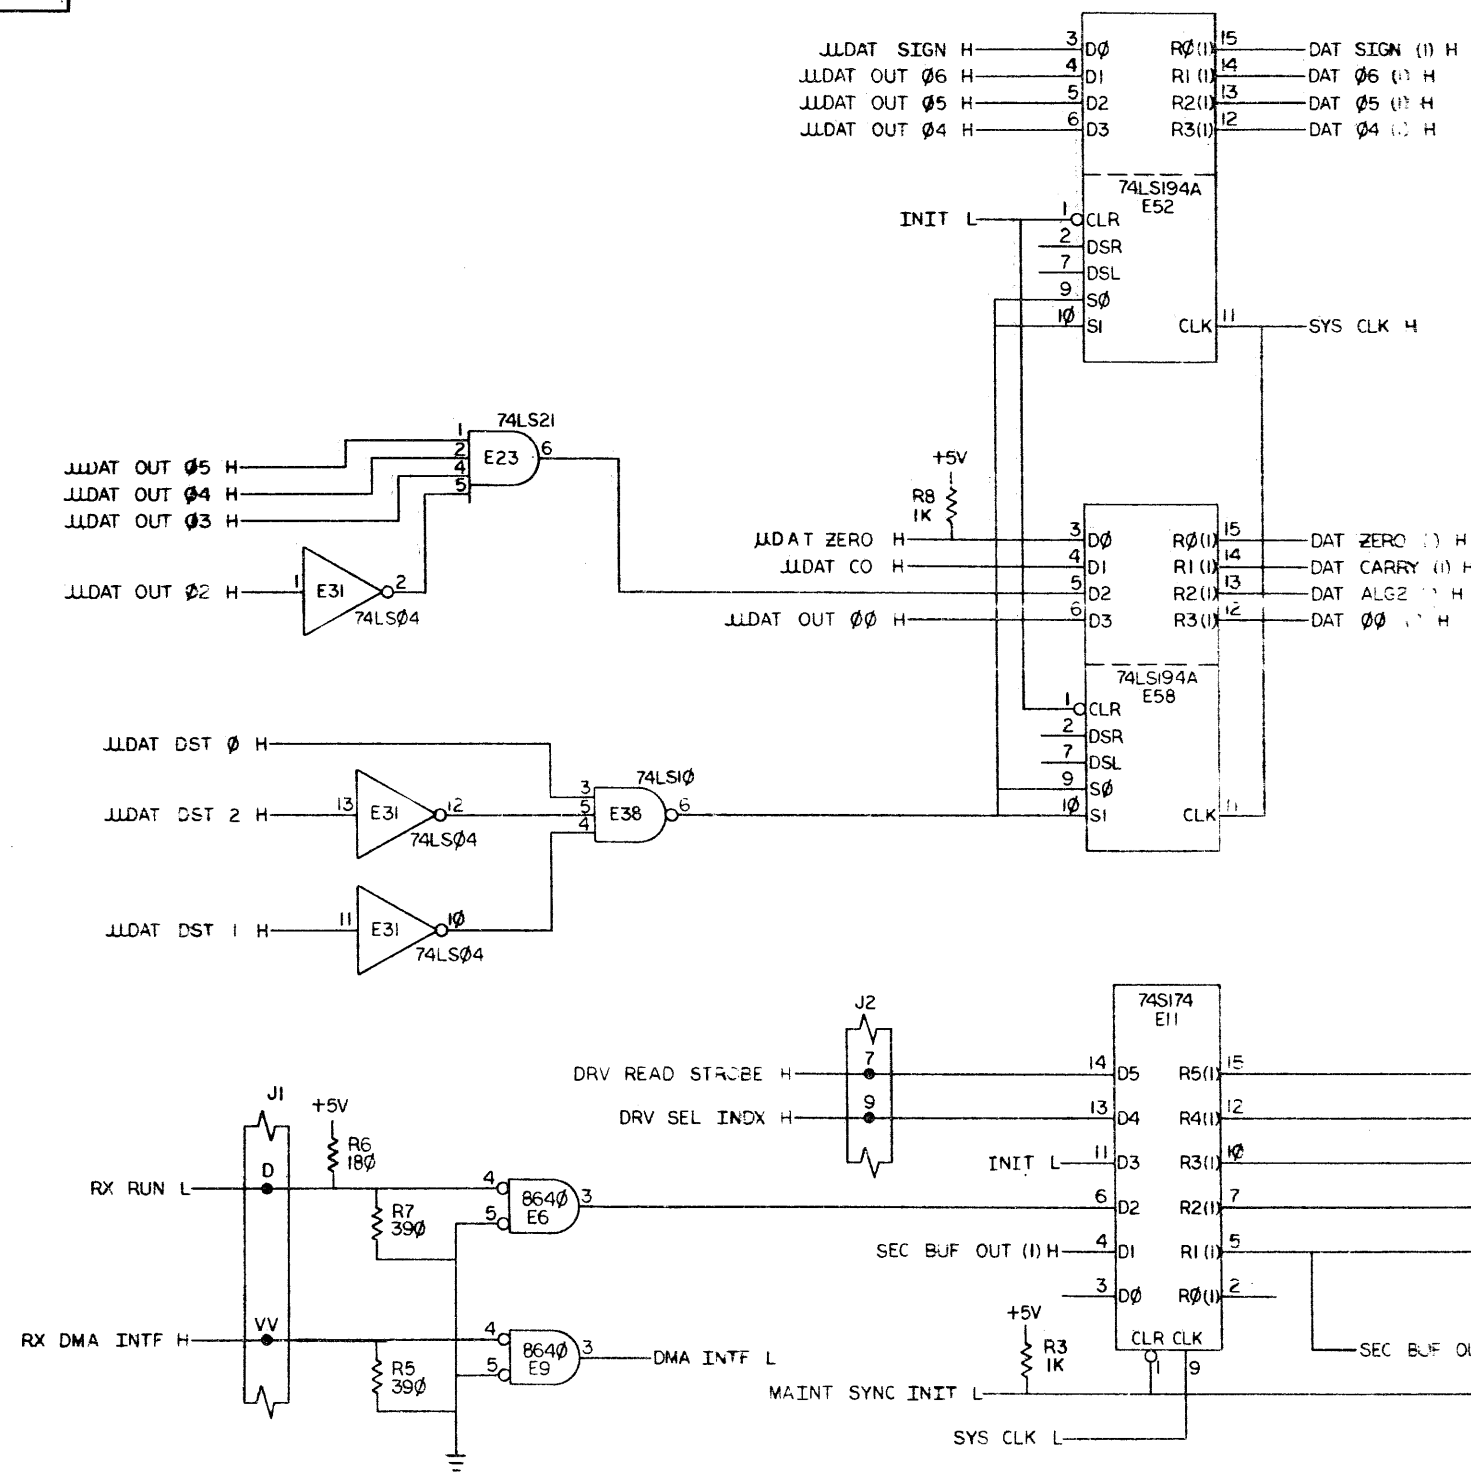 µDAT SIGN H 3 DØ RØ(1) 15 DAT SIGN (1) H
µDAT OUT Ø6 H 4 D1 R1(1) 14 DAT Ø6 (1) H
µDAT OUT Ø5 H 5 D2 R2(1) 13 DAT Ø5 (1) H
µDAT OUT Ø4 H 6 D3 R3(1) 12 DAT Ø4 H
74LS194A
E52
INIT L 1 CLR
2 DSR
7 DSL
9 SØ
1Ø S1 CLK 11 SYS CLK H
74LS21
1
2 E23 6
4
5
µDAT OUT Ø5 H
µDAT OUT Ø4 H
µDAT OUT Ø3 H
µDAT OUT Ø2 H 1 E31 2
74LSØ4
+5V
R8
1K
µDAT ZERO H 3 DØ RØ(1) 15 DAT ZERO H
µDAT CO H 4 D1 R1(1) 14 DAT CARRY (1) H
5 D2 R2(1) 13 DAT ALG2 H
µDAT OUT ØØ H 6 D3 R3(1) 12 DAT ØØ H
74LS194A
E58
1 CLR
2 DSR
7 DSL
9 SØ
1Ø S1 CLK 11
µDAT DST Ø H
74LS1Ø
3
5 E38 6
4
µDAT DST 2 H 13 E31 12
74LSØ4
µDAT DST 1 H 11 E31 1Ø
74LSØ4
J2
74S174
E11
DRV READ STROBE H 7 14 D5 R5(1) 15
DRV SEL INDX H 9 13 D4 R4(1) 12
INIT L 11 D3 R3(1) 1Ø
6 D2 R2(1) 7
SEC BUF OUT (1) H 4 D1 R1(1) 5
3 DØ RØ(1) 2
CLR CLK
1 9
SEC BUF
+5V
R3
1K
MAINT SYNC INIT L
SYS CLK L
J1
+5V
R6
18Ø
RX RUN L D
4 864Ø 3
5 E6
R7
39Ø
RX DMA INTF H VV
4 864Ø 3 DMA INTF L
5 E9
R5
39Ø